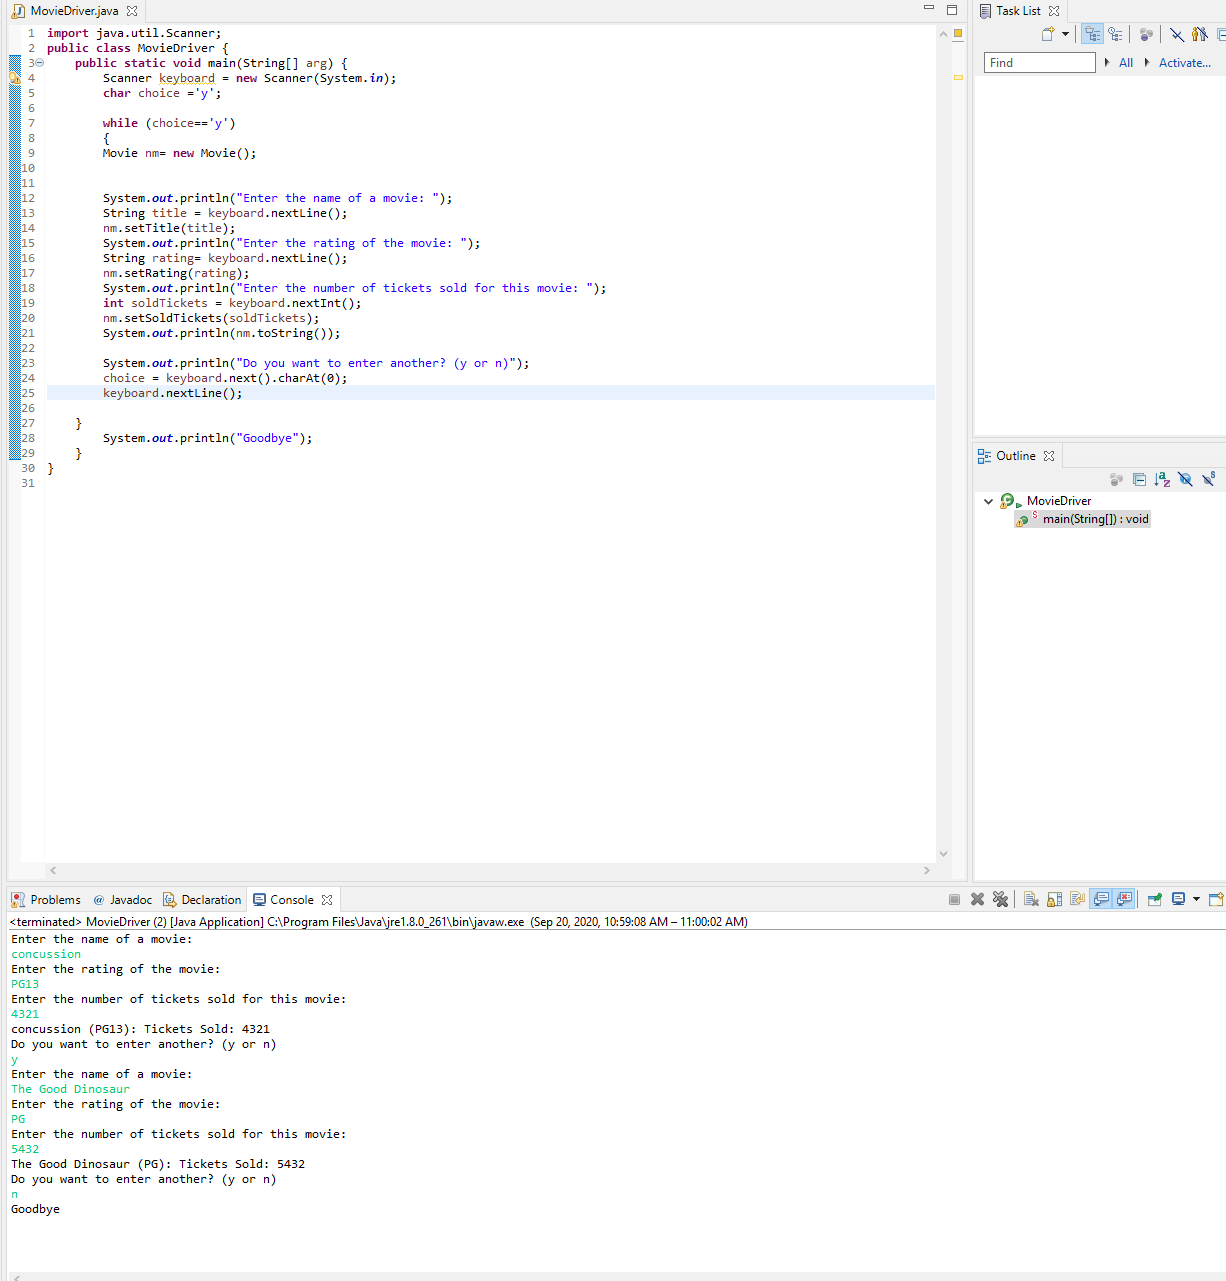 MovieDriver.java
1 import java.util.Scanner;
2 public class MovieDriver {
3 public static void main(String[] arg) {
4 Scanner keyboard = new Scanner(System.in);
5 char choice ='y';
6
7 while (choice=='y')
8 {
9 Movie nm= new Movie();
10
11
12 System.out.println("Enter the name of a movie: ");
13 String title = keyboard.nextLine();
14 nm.setTitle(title);
15 System.out.println("Enter the rating of the movie: ");
16 String rating= keyboard.nextLine();
17 nm.setRating(rating);
18 System.out.println("Enter the number of tickets sold for this movie: ");
19 int soldTickets = keyboard.nextInt();
20 nm.setSoldTickets(soldTickets);
21 System.out.println(nm.toString());
22
23 System.out.println("Do you want to enter another? (y or n)");
24 choice = keyboard.next().charAt(0);
25 keyboard.nextLine();
26
27 }
28 System.out.println("Goodbye");
29 }
30 }
31
Task List
Find All Activate...
Outline
MovieDriver
main(String[]) : void
Problems @ Javadoc Declaration Console
<terminated> MovieDriver (2) [Java Application] C:\Program Files\Java\jre1.8.0_261\bin\javaw.exe (Sep 20, 2020, 10:59:08 AM – 11:00:02 AM)
Enter the name of a movie:
concussion
Enter the rating of the movie:
PG13
Enter the number of tickets sold for this movie:
4321
concussion (PG13): Tickets Sold: 4321
Do you want to enter another? (y or n)
y
Enter the name of a movie:
The Good Dinosaur
Enter the rating of the movie:
PG
Enter the number of tickets sold for this movie:
5432
The Good Dinosaur (PG): Tickets Sold: 5432
Do you want to enter another? (y or n)
n
Goodbye